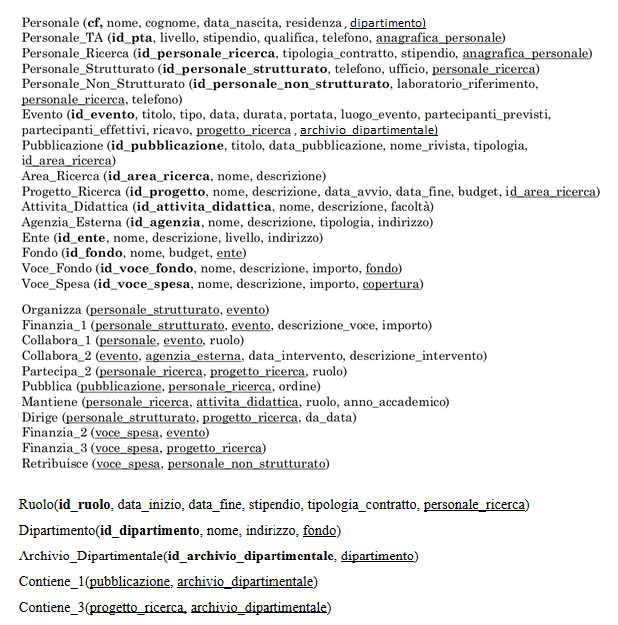 Personale (cf, nome, cognome, data_nascita, residenza , dipartimento)
Personale_TA (id_pta, livello, stipendio, qualifica, telefono, anagrafica_personale)
Personale_Ricerca (id_personale_ricerca, tipologia_contratto, stipendio, anagrafica_personale)
Personale_Strutturato (id_personale_strutturato, telefono, ufficio, personale_ricerca)
Personale_Non_Strutturato (id_personale_non_strutturato, laboratorio_riferimento,
personale_ricerca, telefono)
Evento (id_evento, titolo, tipo, data, durata, portata, luogo_evento, partecipanti_previsti,
partecipanti_effettivi, ricavo, progetto_ricerca , archivio_dipartimentale)
Pubblicazione (id_pubblicazione, titolo, data_pubblicazione, nome_rivista, tipologia,
id_area_ricerca)
Area_Ricerca (id_area_ricerca, nome, descrizione)
Progetto_Ricerca (id_progetto, nome, descrizione, data_avvio, data_fine, budget, id_area_ricerca)
Attivita_Didattica (id_attivita_didattica, nome, descrizione, facoltà)
Agenzia_Esterna (id_agenzia, nome, descrizione, tipologia, indirizzo)
Ente (id_ente, nome, descrizione, livello, indirizzo)
Fondo (id_fondo, nome, budget, ente)
Voce_Fondo (id_voce_fondo, nome, descrizione, importo, fondo)
Voce_Spesa (id_voce_spesa, nome, descrizione, importo, copertura)
Organizza (personale_strutturato, evento)
Finanzia_1 (personale_strutturato, evento, descrizione_voce, importo)
Collabora_1 (personale, evento, ruolo)
Collabora_2 (evento, agenzia_esterna, data_intervento, descrizione_intervento)
Partecipa_2 (personale_ricerca, progetto_ricerca, ruolo)
Pubblica (pubblicazione, personale_ricerca, ordine)
Mantiene (personale_ricerca, attivita_didattica, ruolo, anno_accademico)
Dirige (personale_strutturato, progetto_ricerca, da_data)
Finanzia_2 (voce_spesa, evento)
Finanzia_3 (voce_spesa, progetto_ricerca)
Retribuisce (voce_spesa, personale_non_strutturato)
Ruolo(id_ruolo, data_inizio, data_fine, stipendio, tipologia_contratto, personale_ricerca)
Dipartimento(id_dipartimento, nome, indirizzo, fondo)
Archivio_Dipartimentale(id_archivio_dipartimentale, dipartimento)
Contiene_1(pubblicazione, archivio_dipartimentale)
Contiene_3(progetto_ricerca, archivio_dipartimentale)